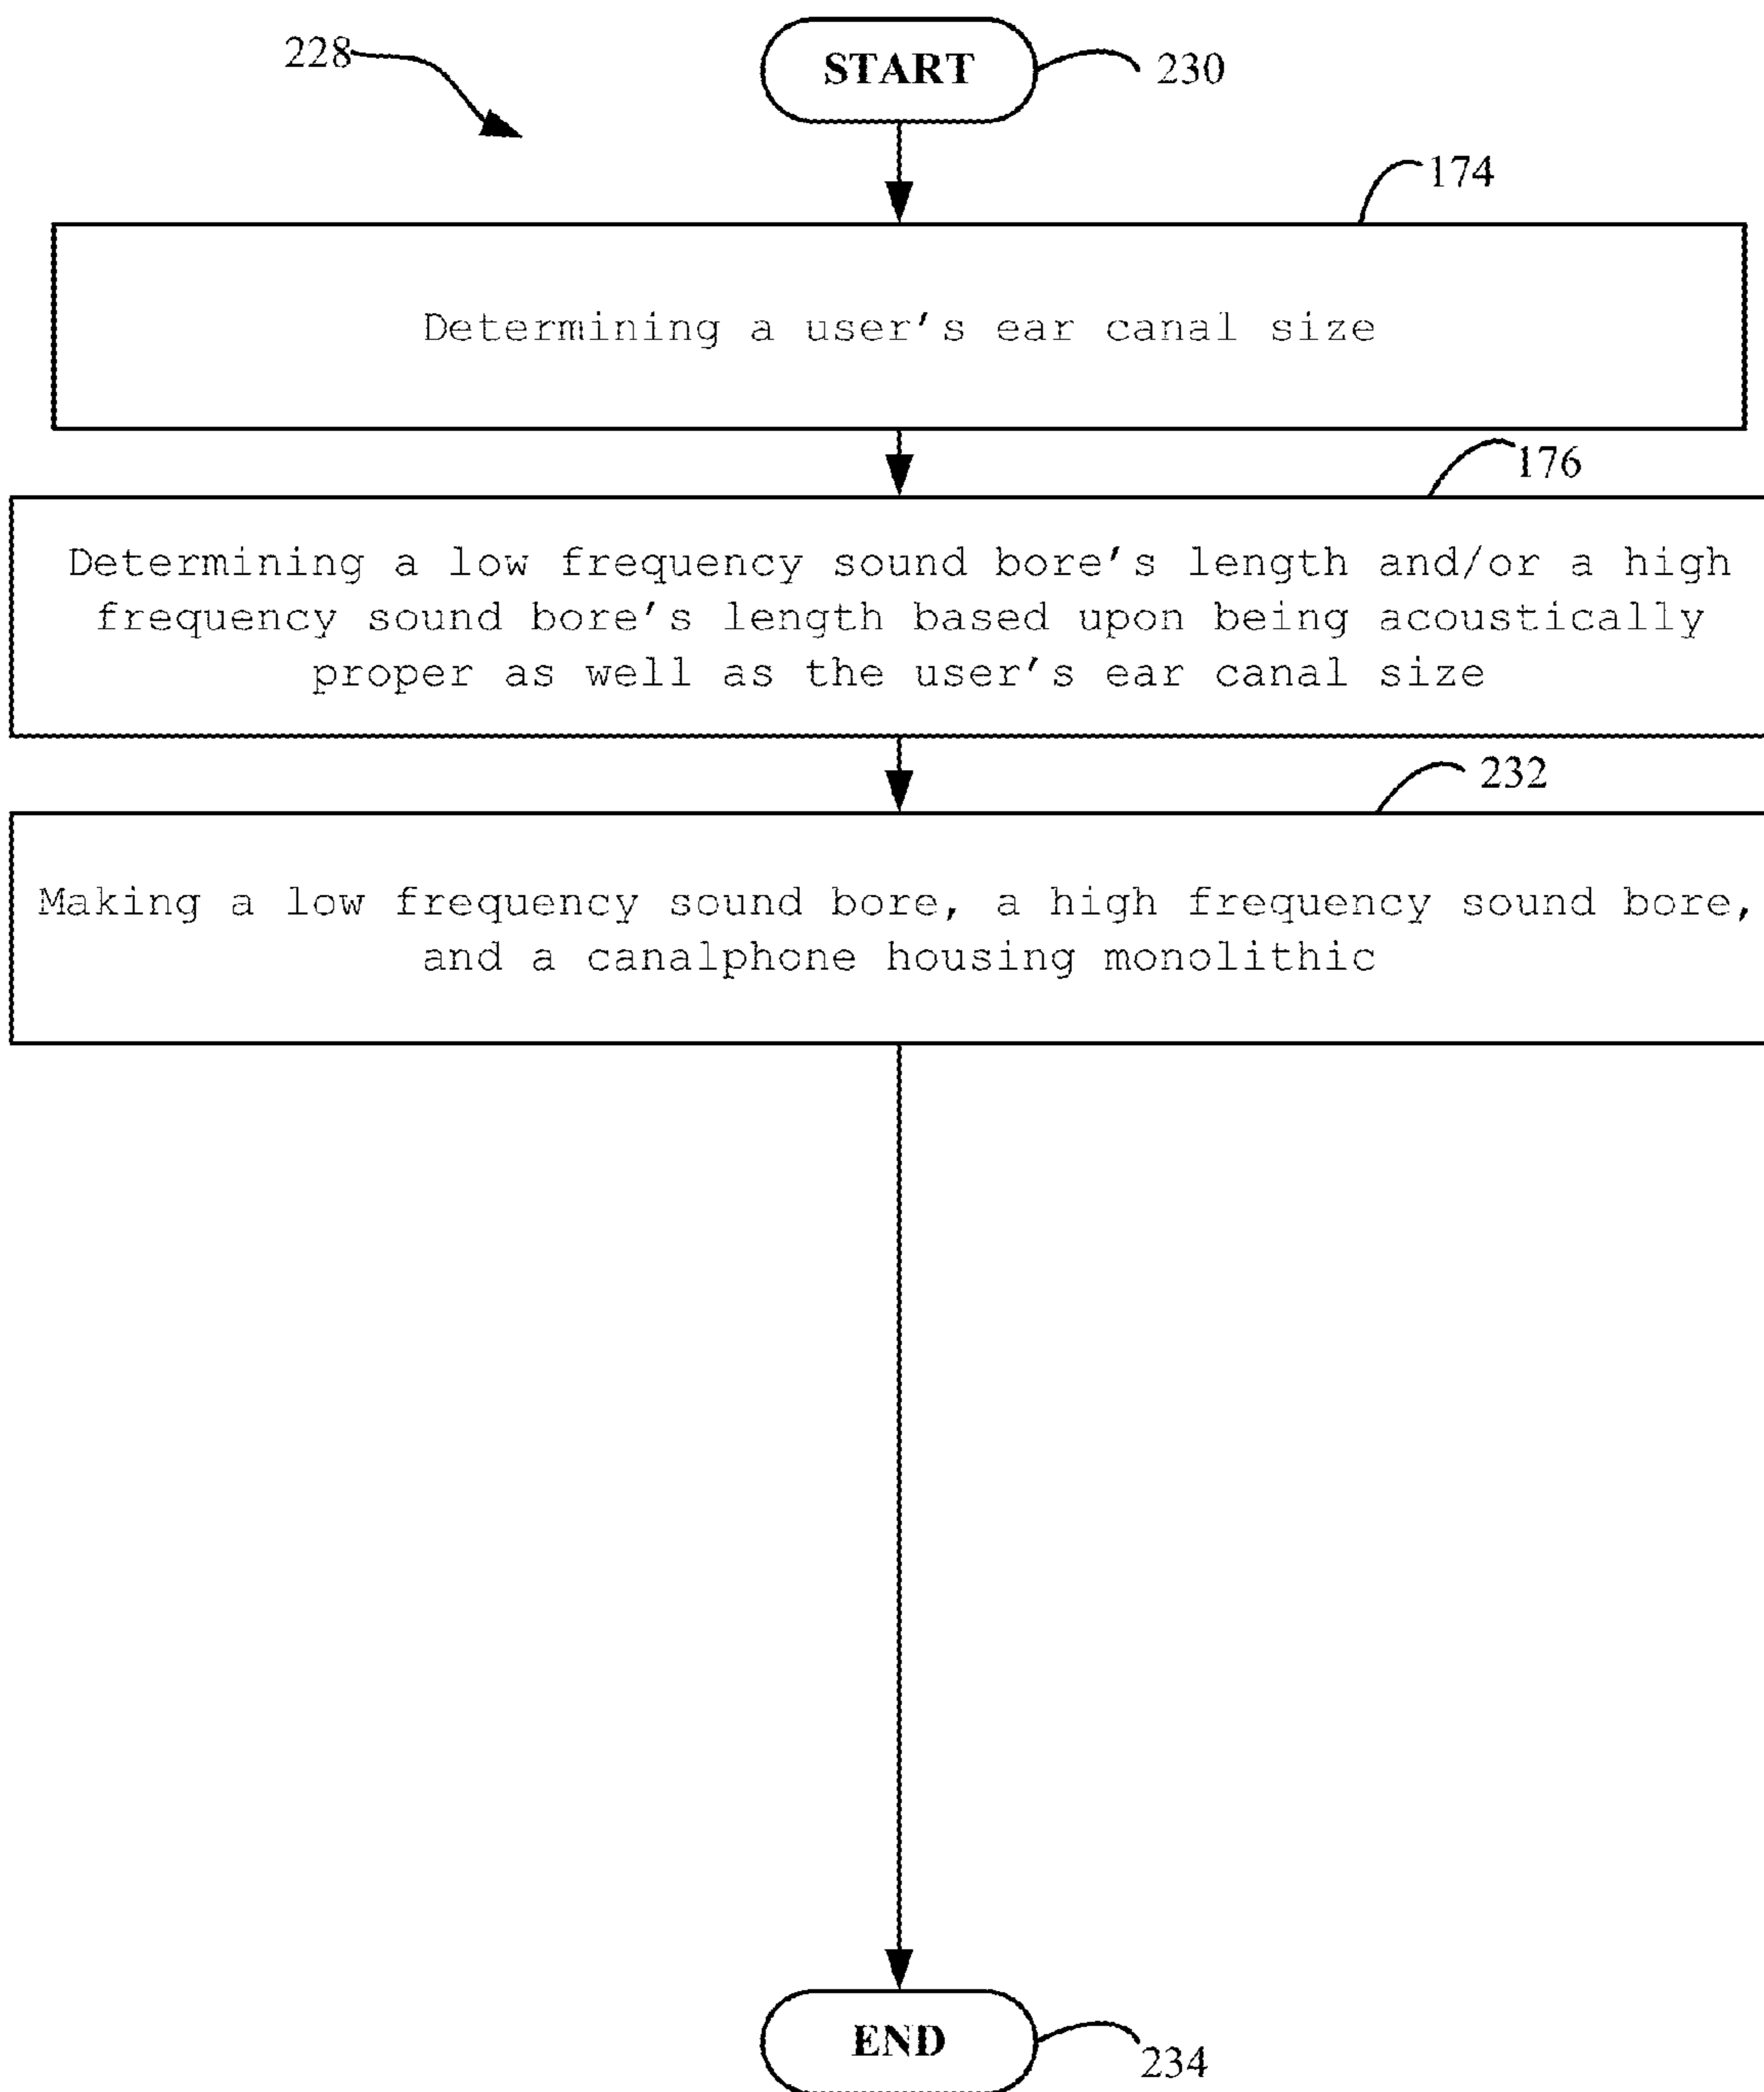 228
START
230
174
Determining a user's ear canal size
176
Determining a low frequency sound bore's length and/or a high
frequency sound bore's length based upon being acoustically
proper as well as the user's ear canal size
232
Making a low frequency sound bore, a high frequency sound bore,
and a canalphone housing monolithic
END
234